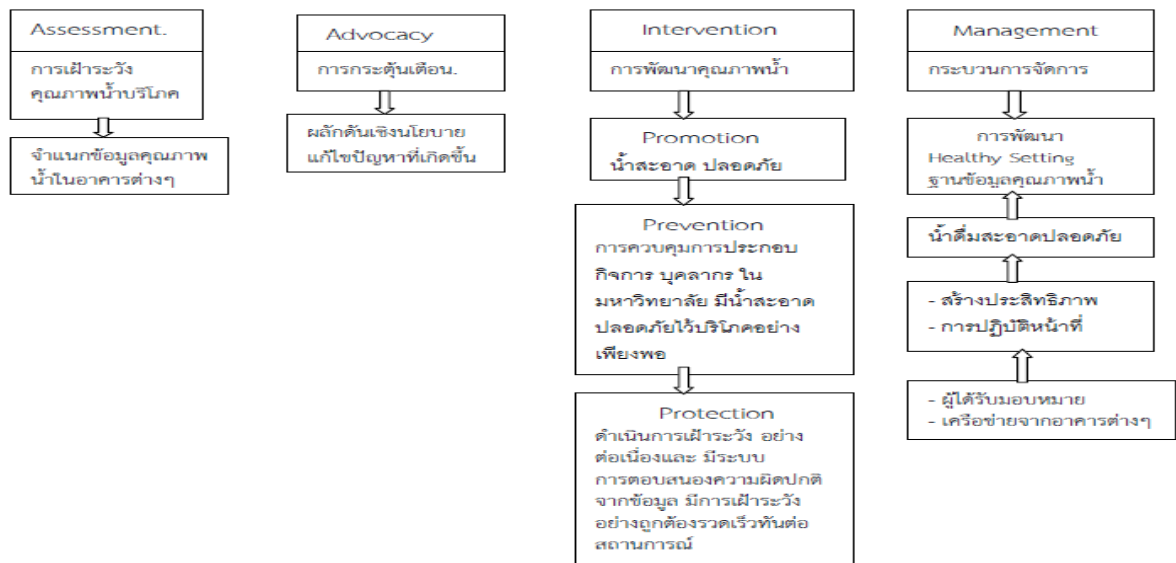 Assessment.
การเฝ้าระวัง
คุณภาพน้ำบริโภค
จำแนกข้อมูลคุณภาพ
น้ำในอาคารต่างๆ
Advocacy
การกระตุ้นเตือน.
ผลักดันเชิงนโยบาย
แก้ไขปัญหาที่เกิดขึ้น
Intervention
การพัฒนาคุณภาพน้ำ
Promotion
น้ำสะอาด ปลอดภัย
Prevention
การควบคุมการประกอบ
กิจการ บุคลากร ใน
มหาวิทยาลัย มีน้ำสะอาด
ปลอดภัยไว้บริโภคอย่าง
เพียงพอ
Protection
ดำเนินการเฝ้าระวัง อย่าง
ต่อเนื่องและ มีระบบ
การตอบสนองความผิดปกติ
จากข้อมูล มีการเฝ้าระวัง
อย่างถูกต้องรวดเร็วทันต่อ
สถานการณ์
Management
กระบวนการจัดการ
การพัฒนา
Healthy Setting
ฐานข้อมูลคุณภาพน้ำ
น้ำดื่มสะอาดปลอดภัย
- สร้างประสิทธิภาพ
- การปฏิบัติหน้าที่
- ผู้ได้รับมอบหมาย
- เครือข่ายจากอาคารต่างๆ